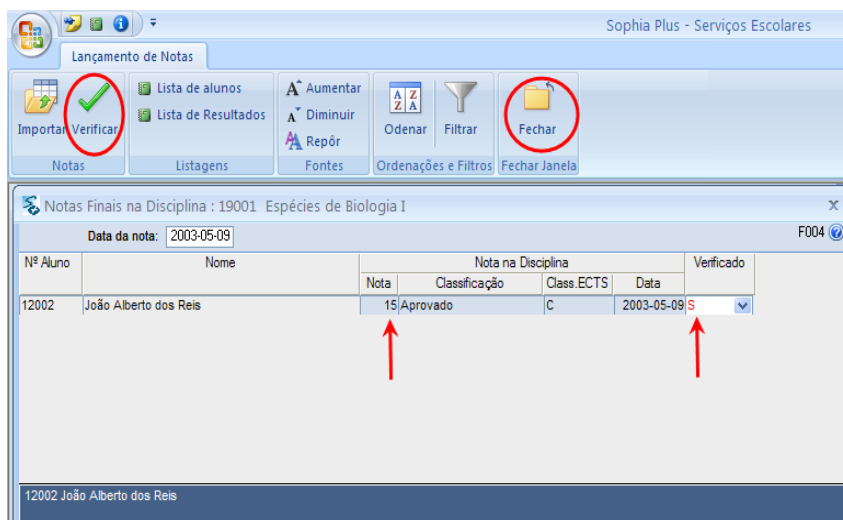 Sophia Plus - Serviços Escolares
Lançamento de Notas
Importar Verificar
Lista de alunos
Lista de Resultados
Aumentar
Diminuir
Repôr
Odenar Filtrar
Fechar
Notas Listagens Fontes Ordenações e Filtros Fechar Janela
Notas Finais na Disciplina : 19001 Espécies de Biologia I x
Data da nota: 2003-05-09 F004
Nº Aluno Nome Nota na Disciplina Verificado
Nota Classificação Class.ECTS Data
12002 João Alberto dos Reis 15 Aprovado C 2003-05-09 S
12002 João Alberto dos Reis